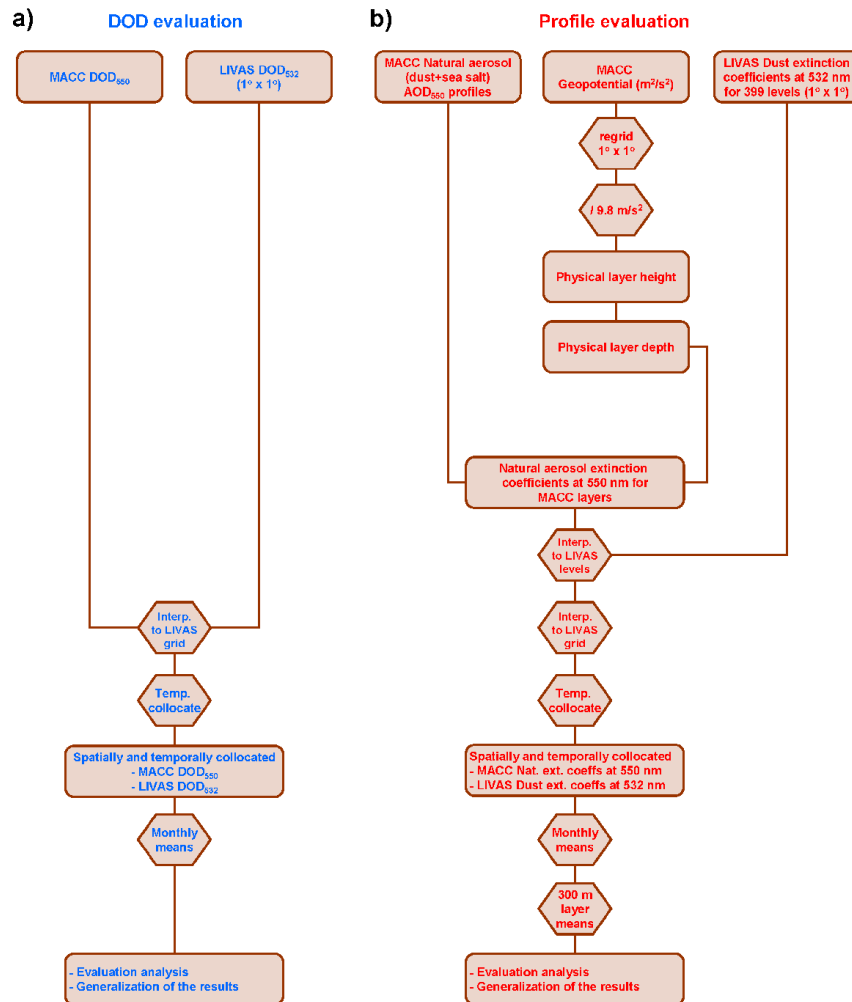 a)
DOD evaluation
MACC DOD₅₅₀
LIVAS DOD₅₃₂
(1° x 1°)
Interp.
to LIVAS
grid
Temp.
collocate
Spatially and temporally collocated
- MACC DOD₅₅₀
- LIVAS DOD₅₃₂
Monthly
means
- Evaluation analysis
- Generalization of the results
b)
Profile evaluation
MACC Natural aerosol
(dust+sea salt)
AOD₅₅₀ profiles
MACC
Geopotential (m²/s²)
LIVAS Dust extinction
coefficients at 532 nm
for 399 levels (1° x 1°)
regrid
1° x 1°
/ 9.8 m/s²
Physical layer height
Physical layer depth
Natural aerosol extinction
coefficients at 550 nm for
MACC layers
Interp.
to LIVAS
levels
Interp.
to LIVAS
grid
Temp.
collocate
Spatially and temporally collocated
- MACC Nat. ext. coeffs at 550 nm
- LIVAS Dust ext. coeffs at 532 nm
Monthly
means
300 m
layer
means
- Evaluation analysis
- Generalization of the results